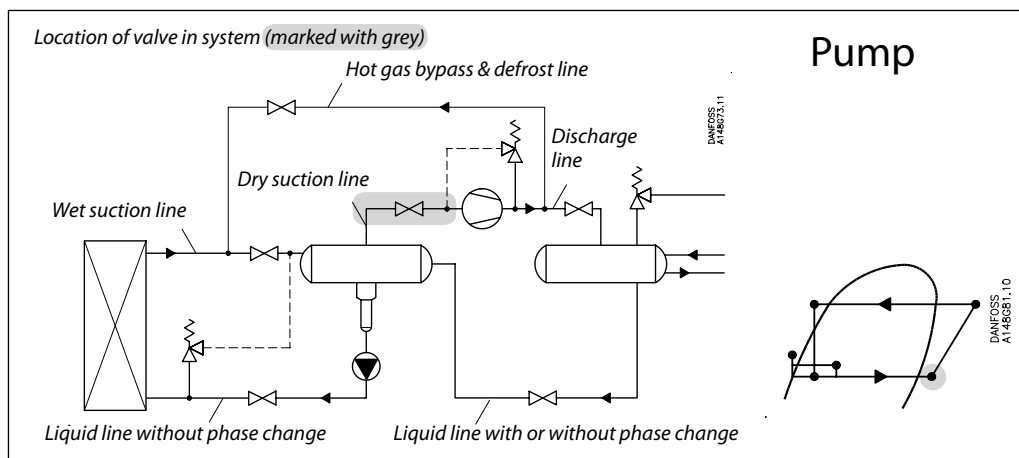 Location of valve in system (marked with grey)
Pump
Hot gas bypass & defrost line
DANFOSS
A148G73.11
Discharge
line
Dry suction line
Wet suction line
DANFOSS
A148G81.10
Liquid line without phase change
Liquid line with or without phase change